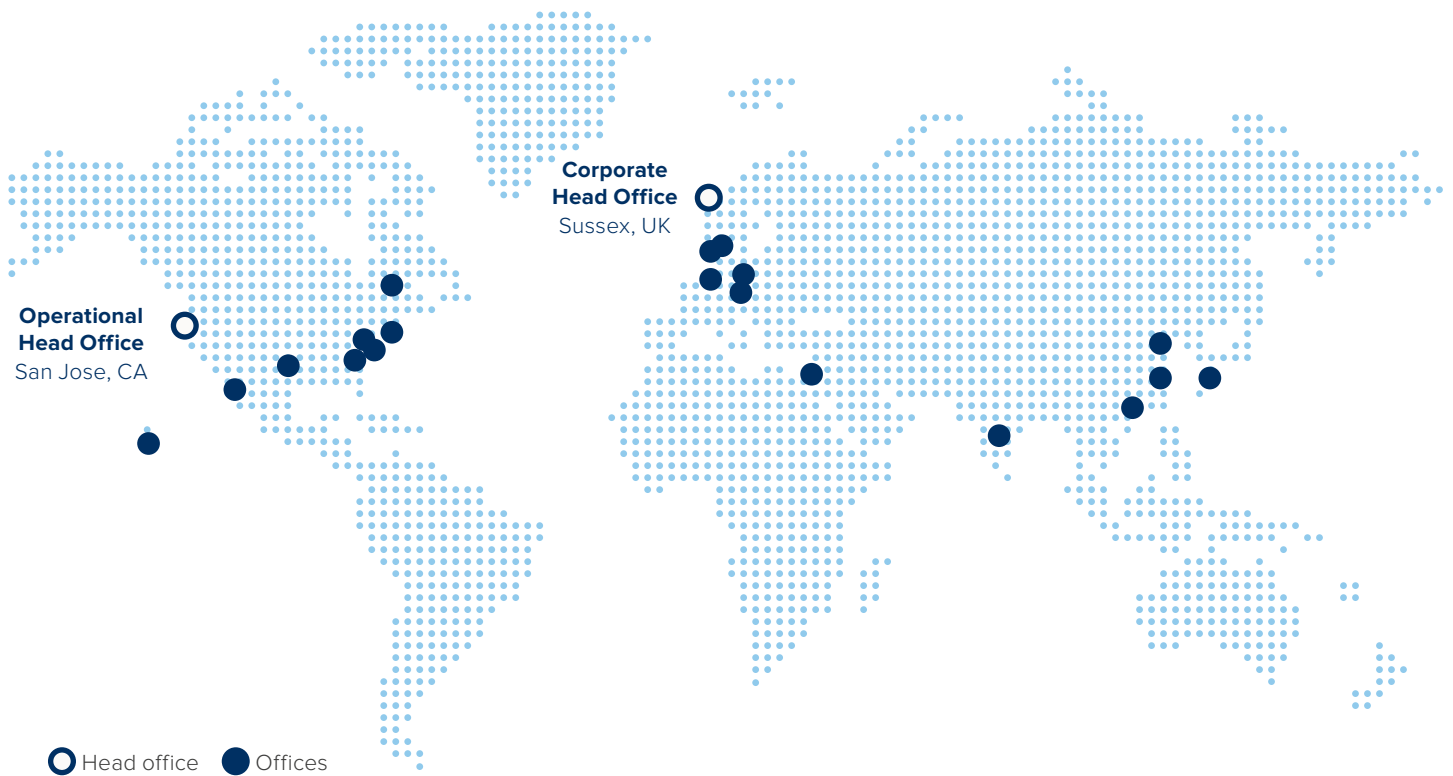 Corporate
Head Office
Sussex, UK
Operational
Head Office
San Jose, CA
Head office
Offices